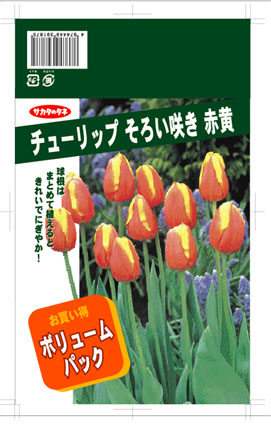 サカタのタネ
チューリップ そろい咲き 赤黄
球根は
まとめて植えると
きれいでにぎやか!
お買い得
ボリューム
パック